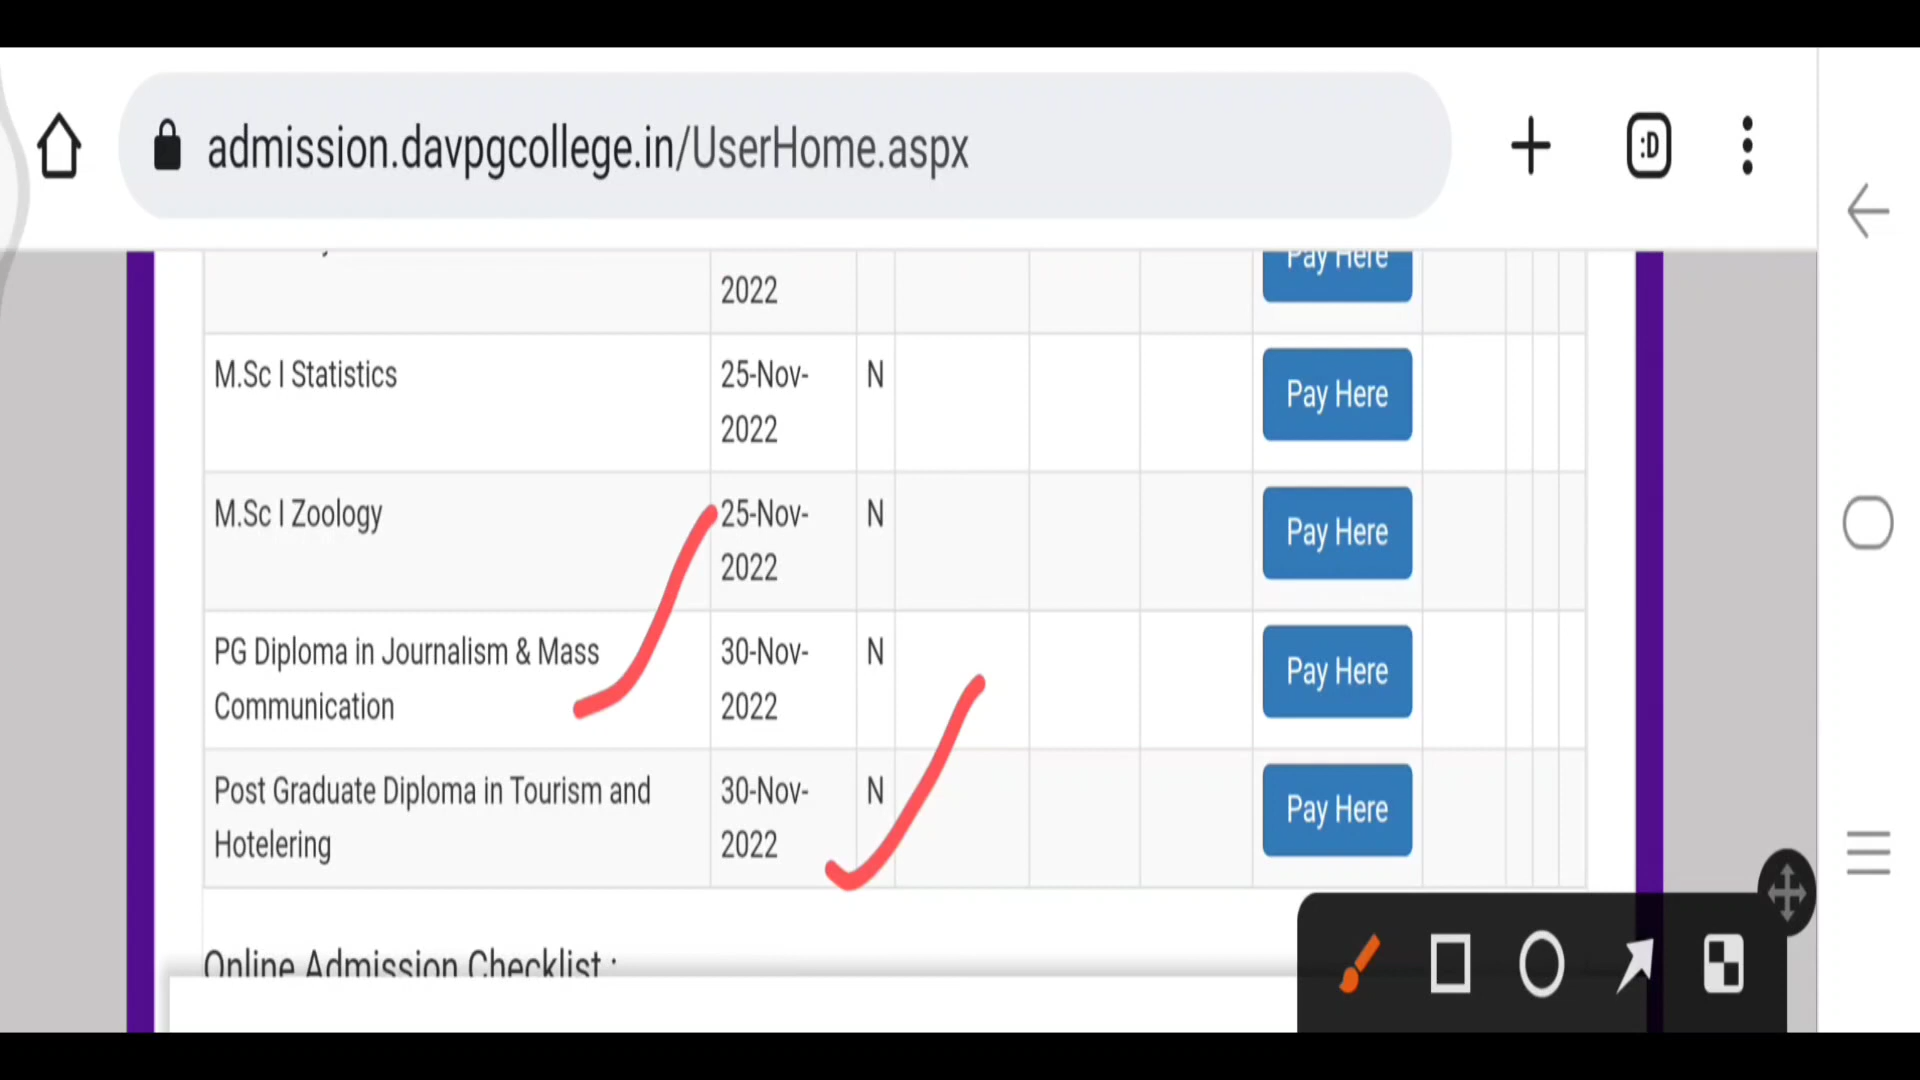 admission.davpgcollege.in/UserHome.aspx
:D
2022
Pay Here
M.Sc I Statistics
25-Nov-
2022
N
Pay Here
M.Sc I Zoology
25-Nov-
2022
N
Pay Here
PG Diploma in Journalism & Mass
Communication
30-Nov-
2022
N
Pay Here
Post Graduate Diploma in Tourism and
Hotelering
30-Nov-
2022
N
Pay Here
Online Admission Checklist :